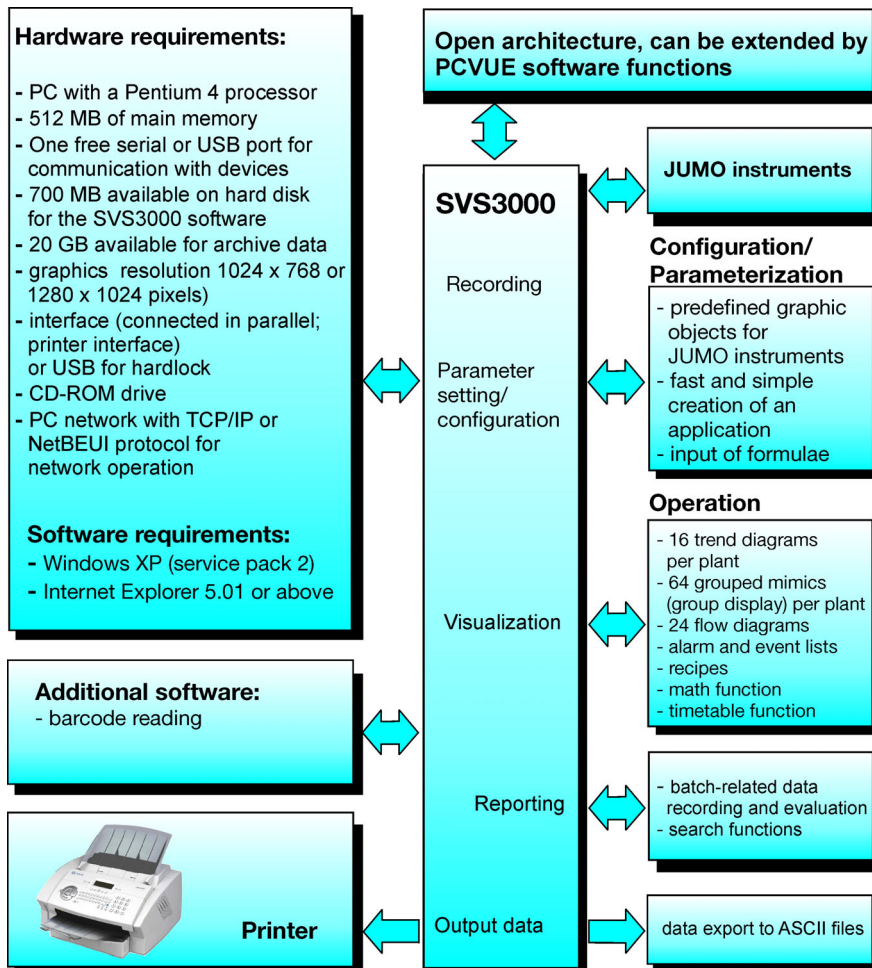 Hardware requirements:
- PC with a Pentium 4 processor
- 512 MB of main memory
- One free serial or USB port for
communication with devices
- 700 MB available on hard disk
for the SVS3000 software
- 20 GB available for archive data
- graphics resolution 1024 x 768 or
1280 x 1024 pixels)
- interface (connected in parallel;
printer interface)
or USB for hardlock
- CD-ROM drive
- PC network with TCP/IP or
NetBEUI protocol for
network operation
Software requirements:
- Windows XP (service pack 2)
- Internet Explorer 5.01 or above
Additional software:
- barcode reading
Printer
Open architecture, can be extended by
PCVUE software functions
SVS3000
Recording
Parameter
setting/
configuration
Visualization
Reporting
Output data
JUMO instruments
Configuration/
Parameterization
- predefined graphic
objects for
JUMO instruments
- fast and simple
creation of an
application
- input of formulae
Operation
- 16 trend diagrams
per plant
- 64 grouped mimics
(group display) per plant
- 24 flow diagrams
- alarm and event lists
- recipes
- math function
- timetable function
- batch-related data
recording and evaluation
- search functions
data export to ASCII files